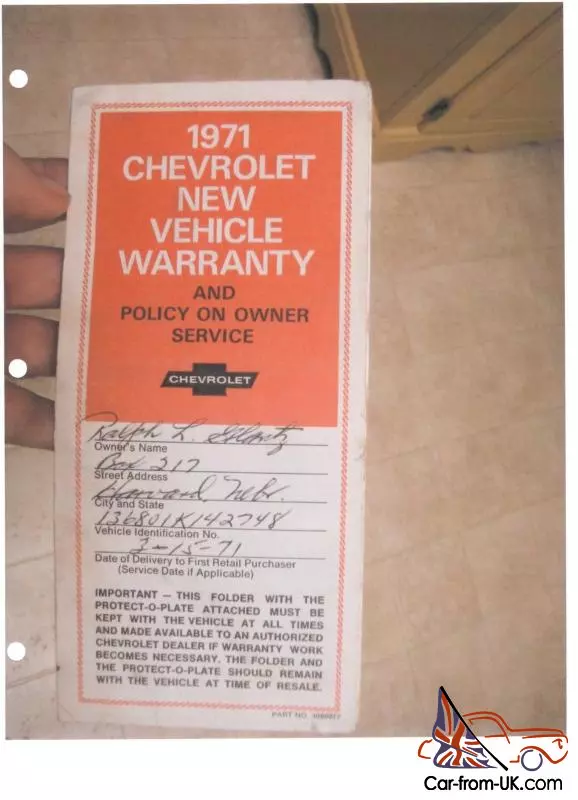 1971
CHEVROLET
NEW
VEHICLE
WARRANTY
AND
POLICY ON OWNER
SERVICE
CHEVROLET
Ralph L.
Owner's Name
Box 217
Street Address
Harvard, Nebr.
City and State
136801K142748
Vehicle Identification No.
3-15-71
Date of Delivery to First Retail Purchaser
(Service Date if Applicable)
IMPORTANT — THIS FOLDER WITH THE
PROTECT-O-PLATE ATTACHED MUST BE
KEPT WITH THE VEHICLE AT ALL TIMES
AND MADE AVAILABLE TO AN AUTHORIZED
CHEVROLET DEALER IF WARRANTY WORK
BECOMES NECESSARY. THE FOLDER AND
THE PROTECT-O-PLATE SHOULD REMAIN
WITH THE VEHICLE AT TIME OF RESALE.
PART NO.
Car-from-UK.com